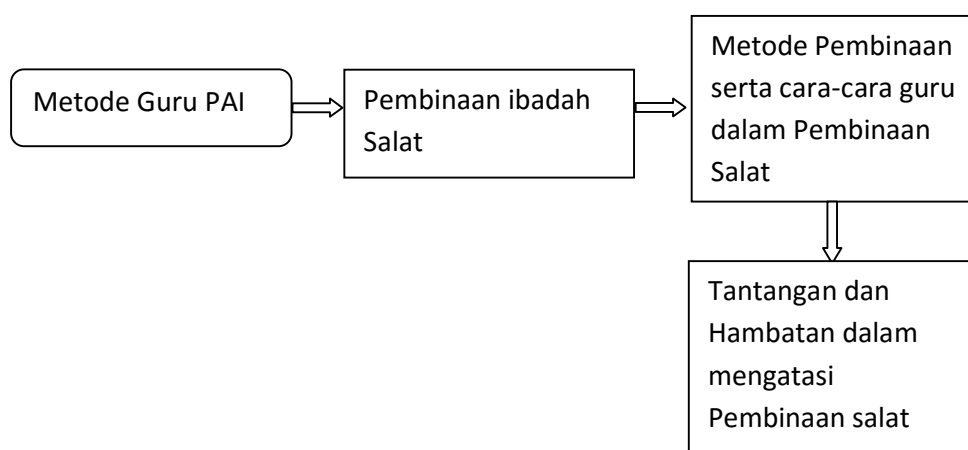 Metode Guru PAI
Pembinaan ibadah
Salat
Metode Pembinaan
serta cara-cara guru
dalam Pembinaan
Salat
Tantangan dan
Hambatan dalam
mengatasi
Pembinaan salat